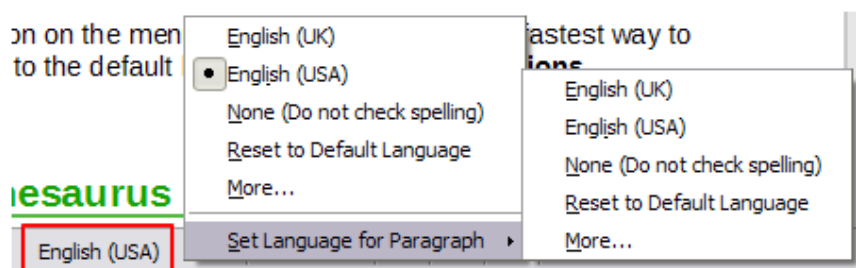 on on the men
to the default
esaurus
English (USA)
English (UK)
English (USA)
None (Do not check spelling)
Reset to Default Language
More...
Set Language for Paragraph
fastest way to
ions
English (UK)
English (USA)
None (Do not check spelling)
Reset to Default Language
More...